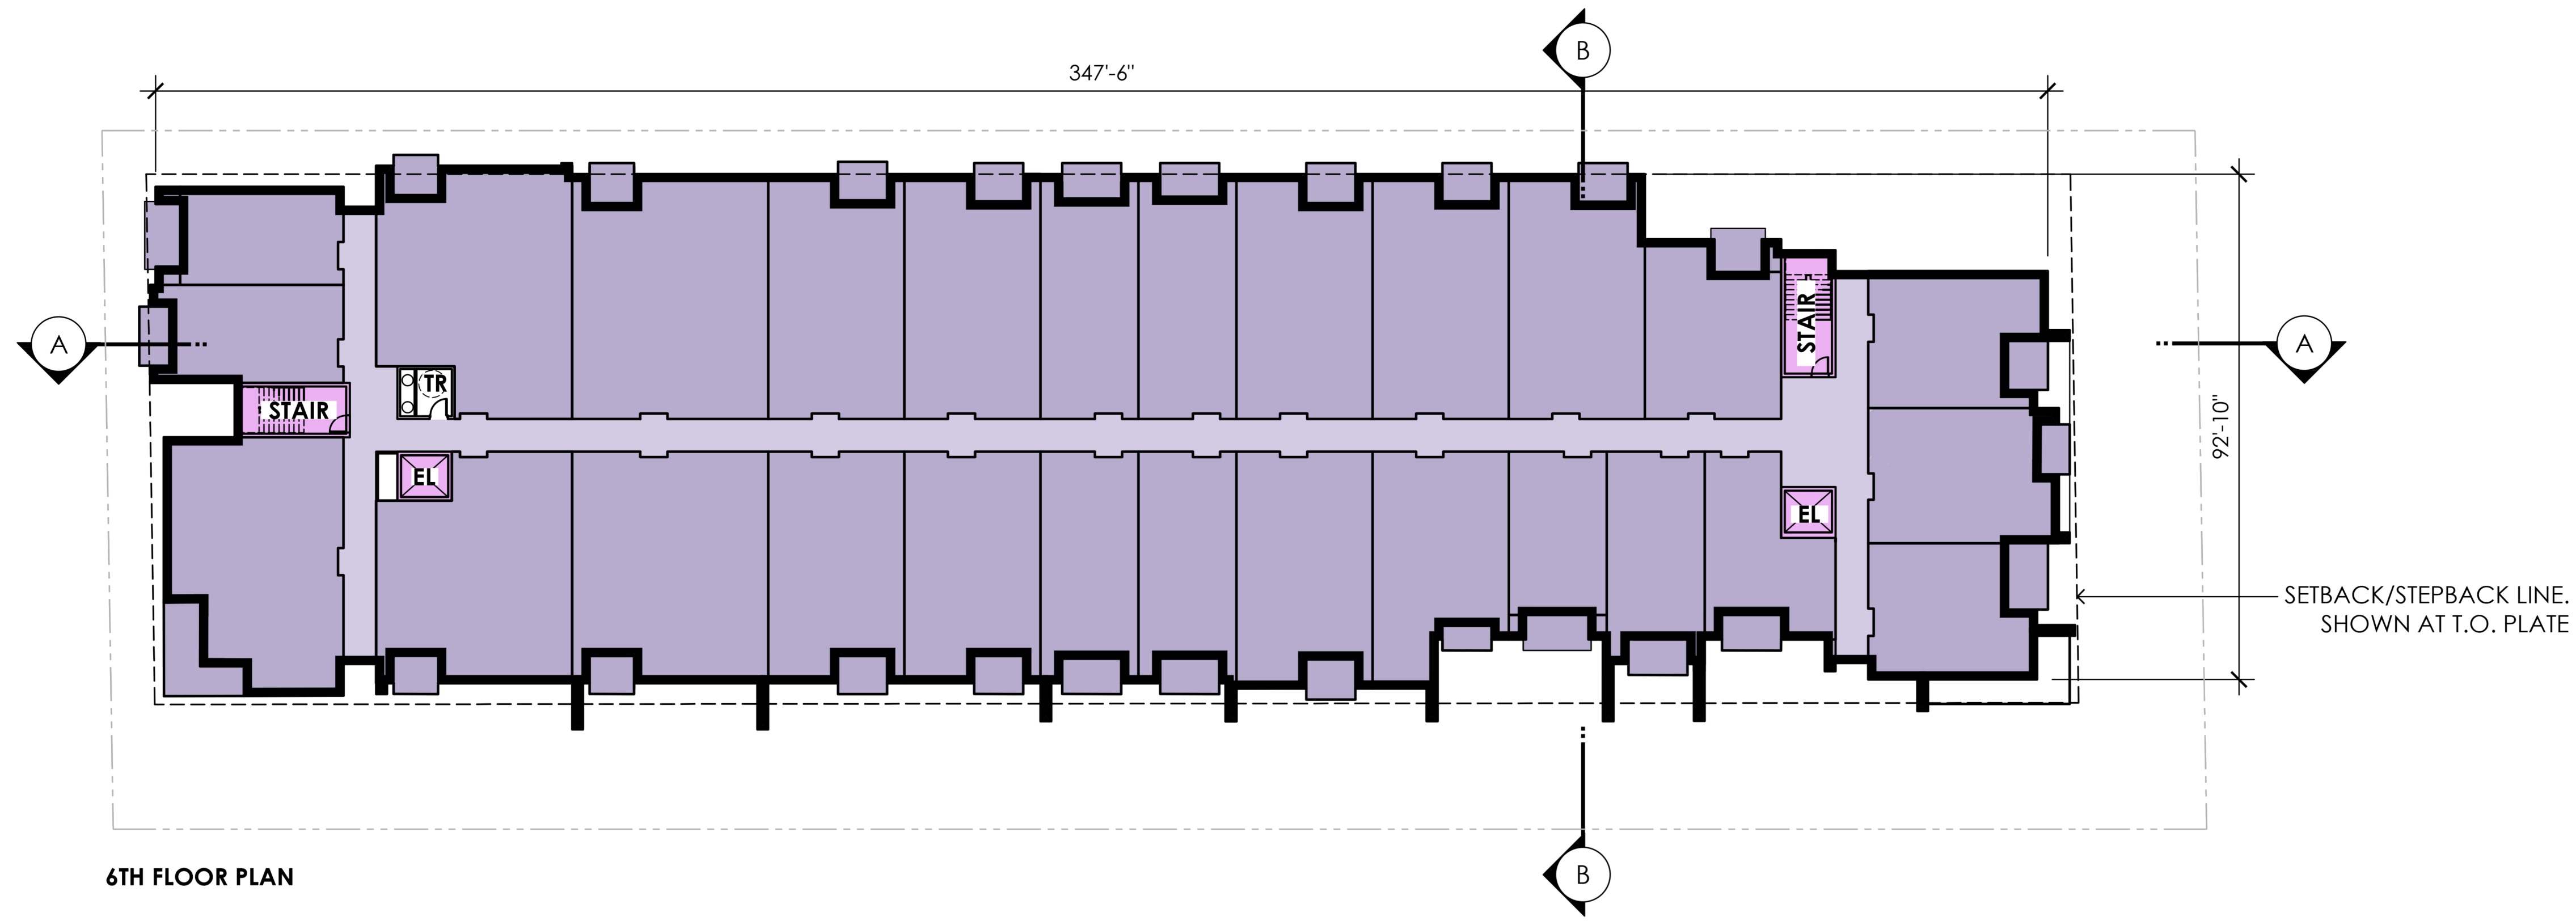 B
347'-6"
STAIR
A
A
TR
STAIR
92'-10"
EL
EL
SETBACK/STEPBACK LINE.
SHOWN AT T.O. PLATE
B
6TH FLOOR PLAN